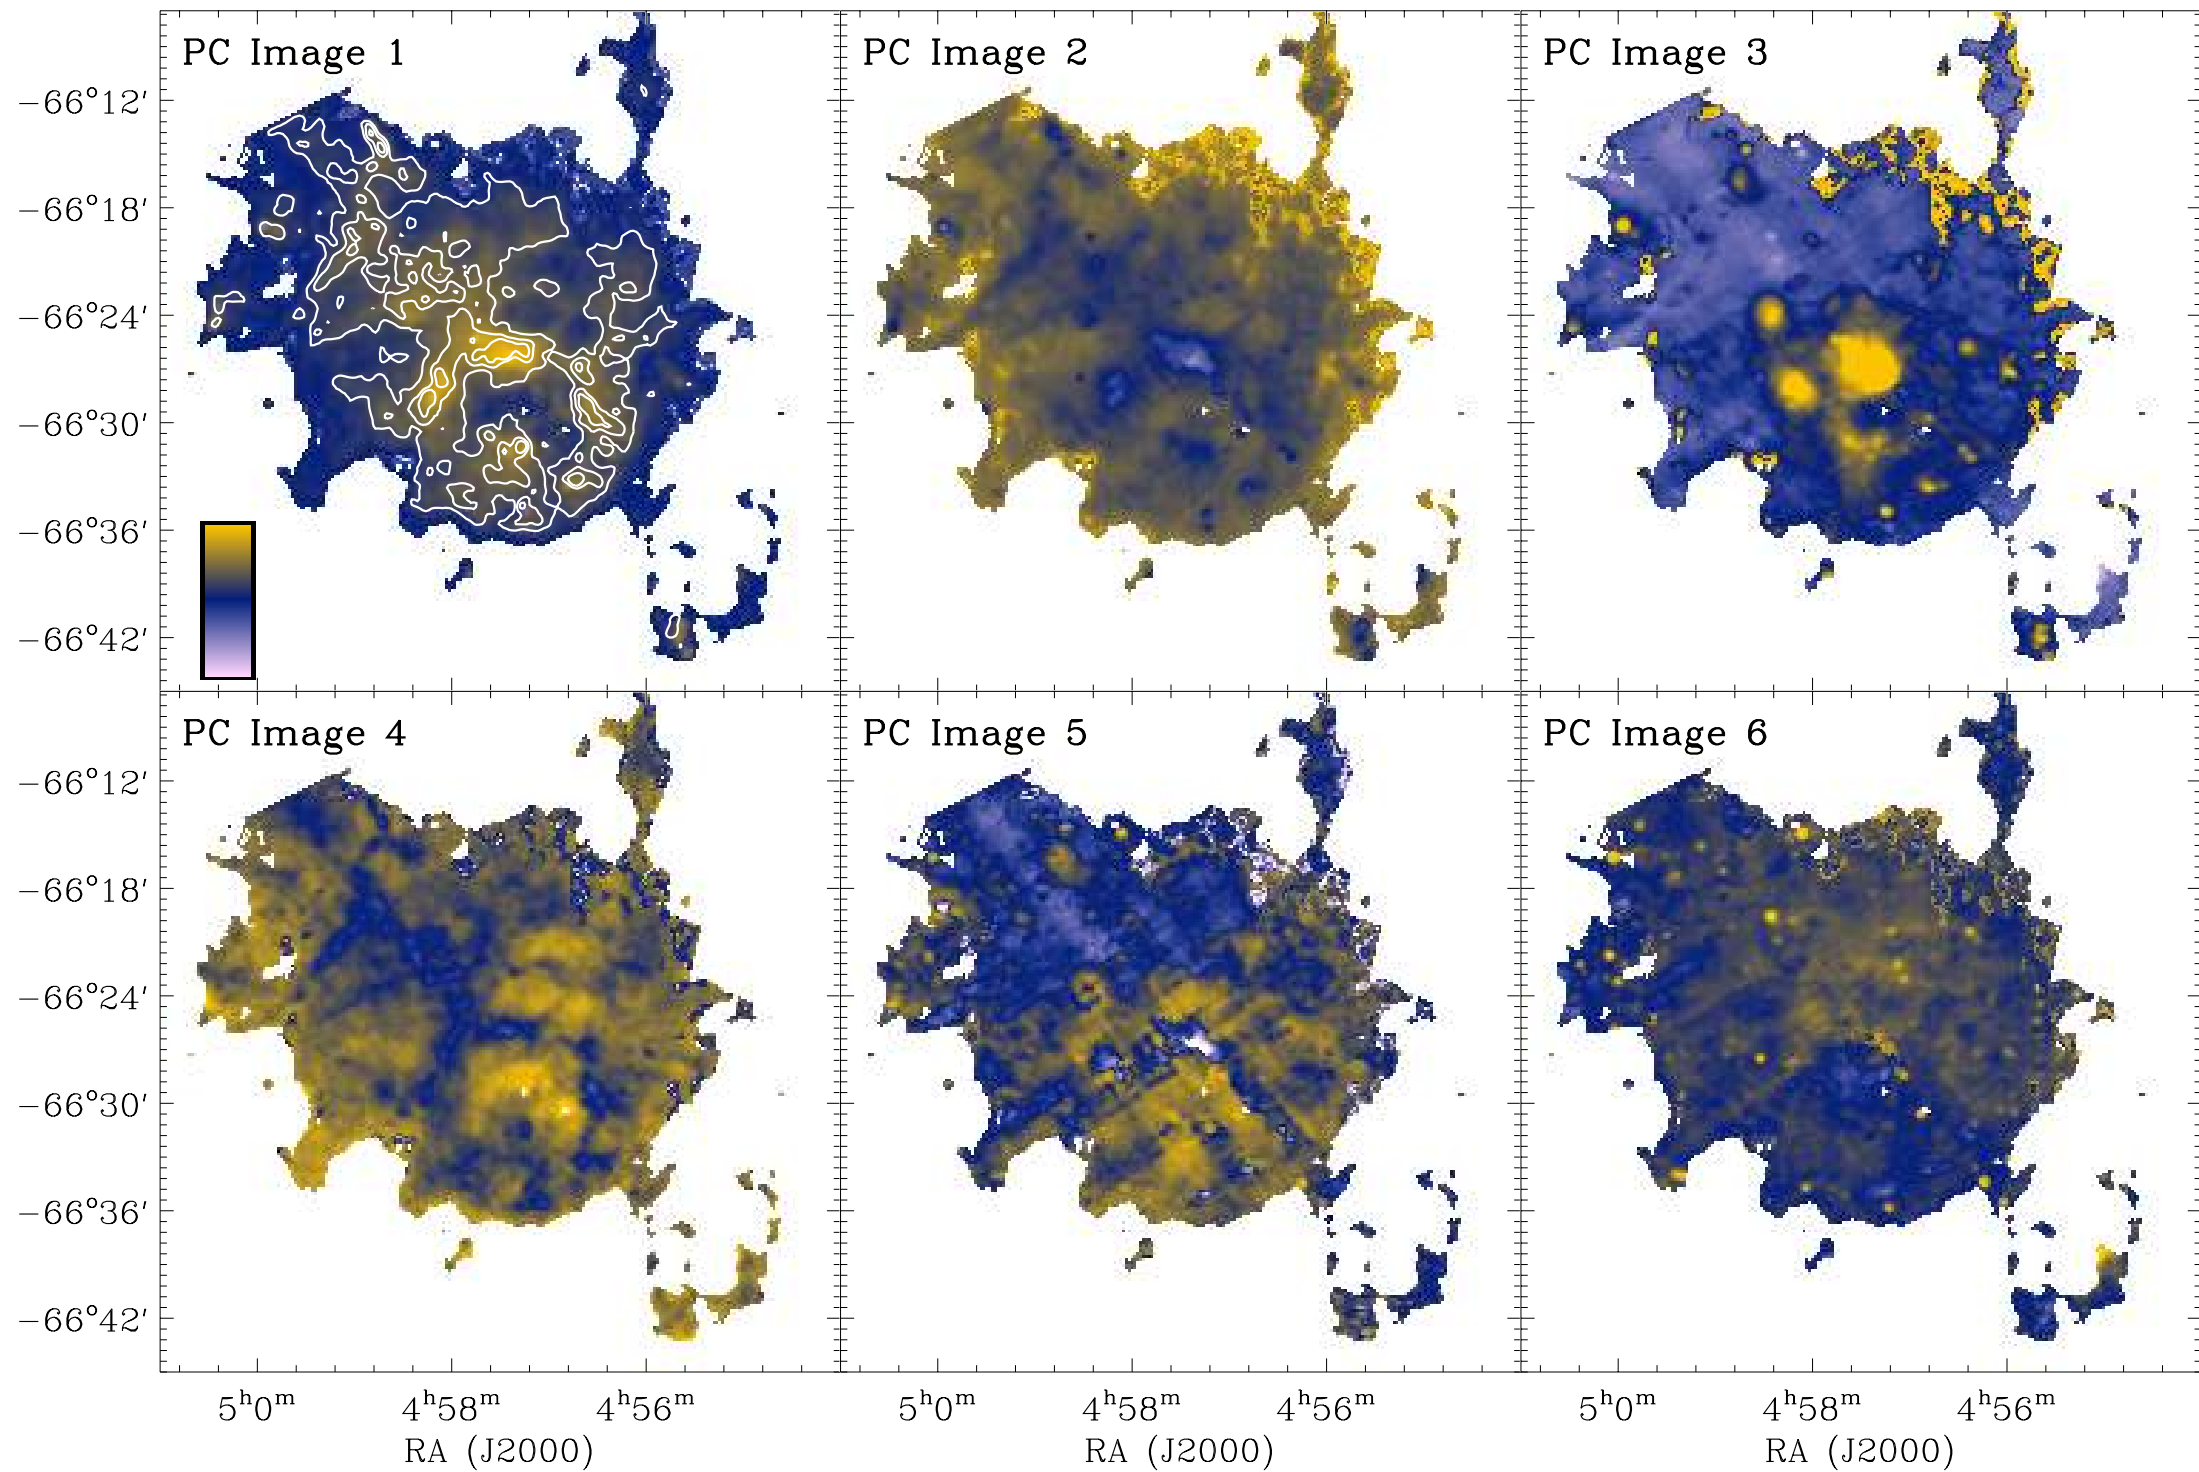 PC Image 1
PC Image 2
PC Image 3
−66°12′
−66°18′
−66°24′
−66°30′
−66°36′
−66°42′
PC Image 4
PC Image 5
PC Image 6
−66°12′
−66°18′
−66°24′
−66°30′
−66°36′
−66°42′
5ʰ0ᵐ 4ʰ58ᵐ 4ʰ56ᵐ
5ʰ0ᵐ 4ʰ58ᵐ 4ʰ56ᵐ
5ʰ0ᵐ 4ʰ58ᵐ 4ʰ56ᵐ
RA (J2000)
RA (J2000)
RA (J2000)